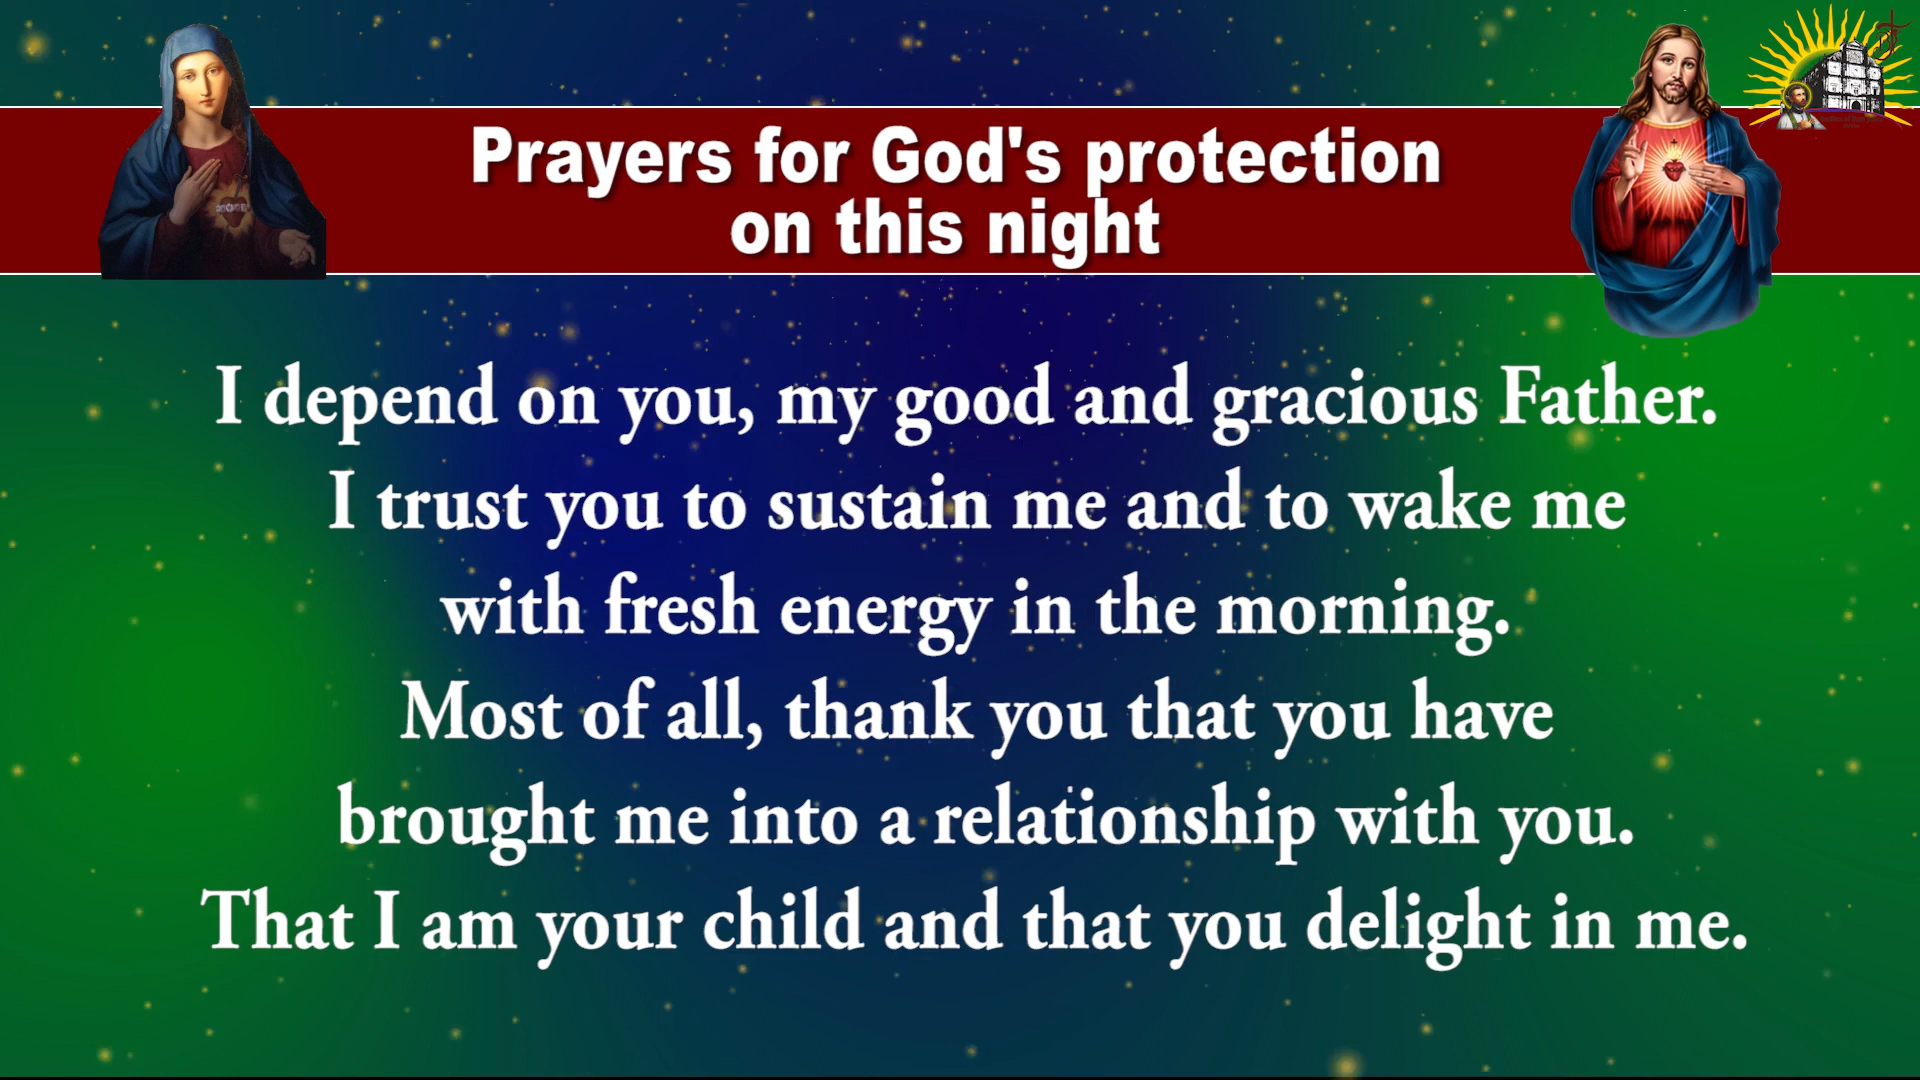 Prayers for God's protection
on this night
I depend on you, my good and gracious Father.
I trust you to sustain me and to wake me
with fresh energy in the morning.
Most of all, thank you that you have
brought me into a relationship with you.
That I am your child and that you delight in me.